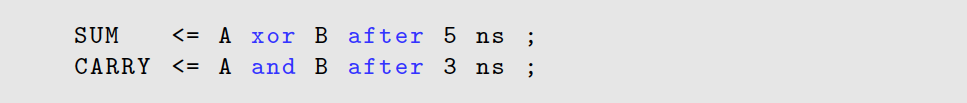 SUM   <= A xor B after 5 ns ;
CARRY <= A and B after 3 ns ;